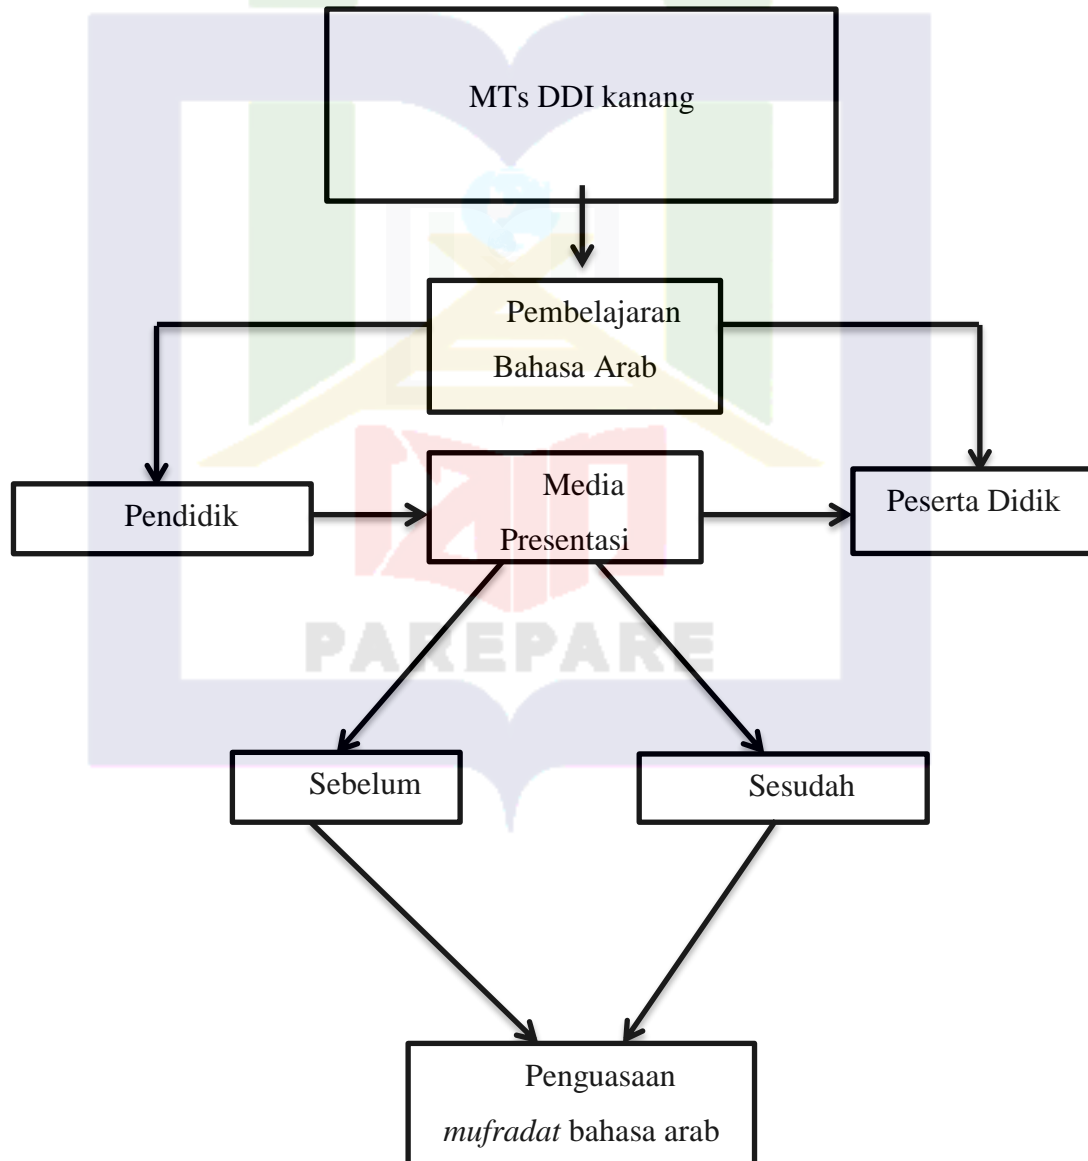 MTs DDI kanang
Pembelajaran
Bahasa Arab
Pendidik
Media
Presentasi
Peserta Didik
PAREPARE
Sebelum
Sesudah
Penguasaan
mufradat bahasa arab